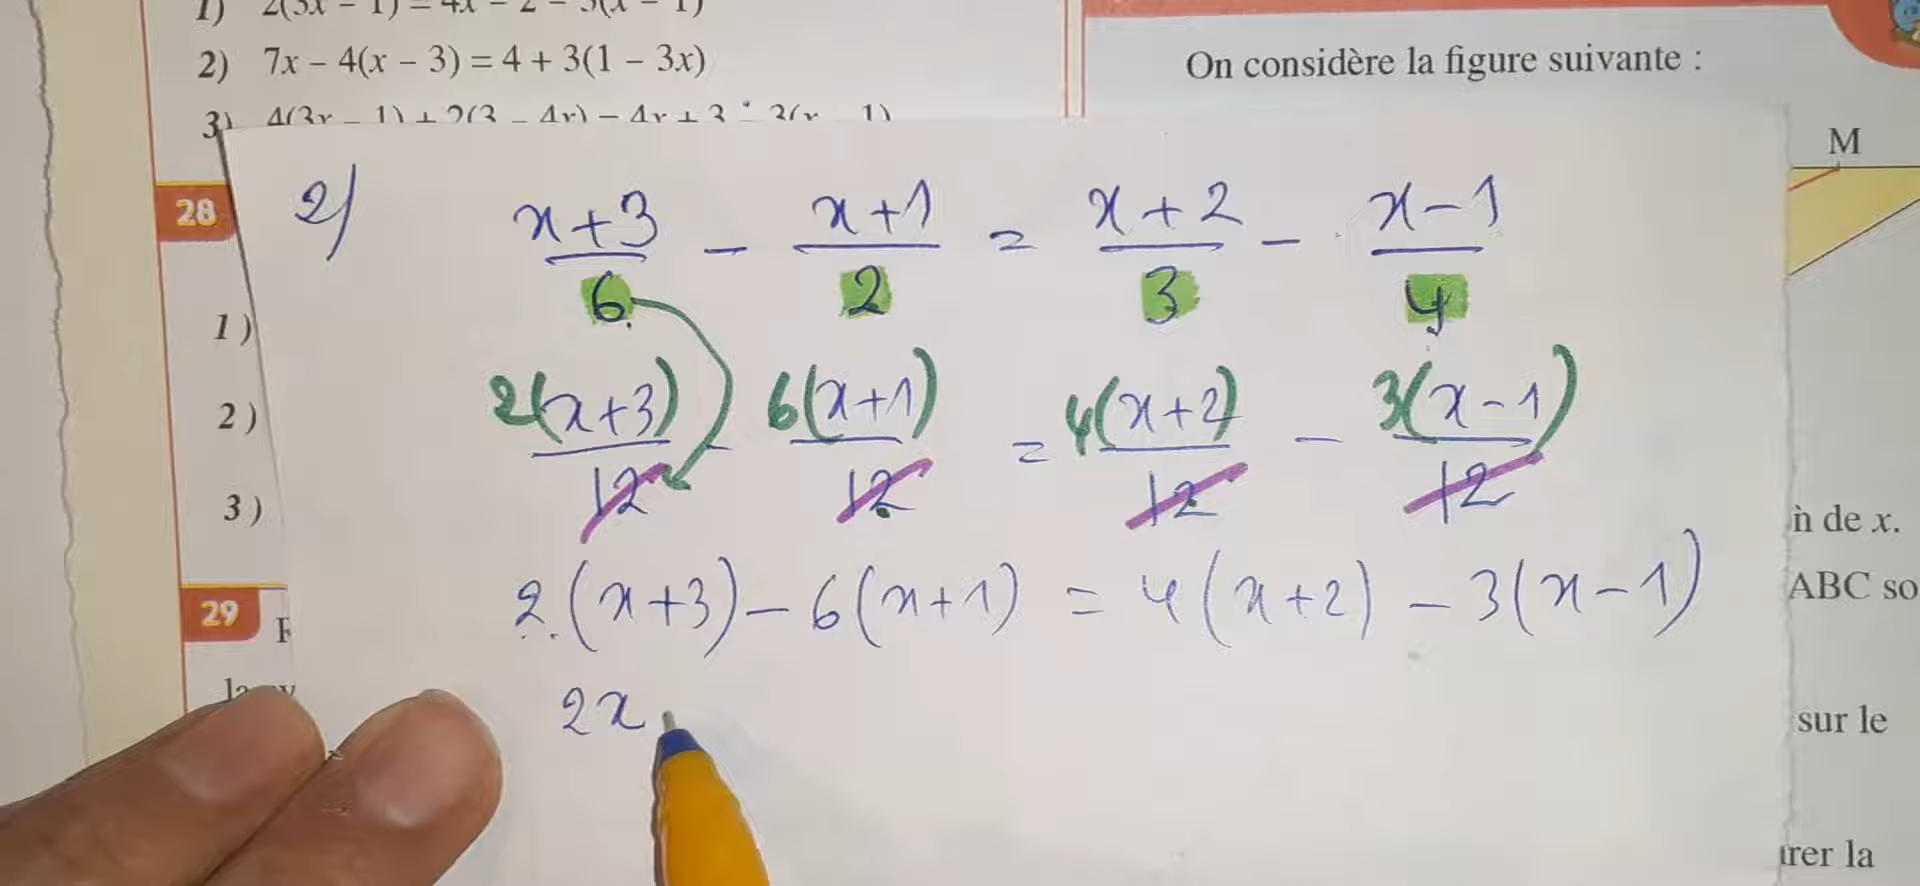 2) 7x – 4(x – 3) = 4 + 3(1 – 3x)
On considère la figure suivante :
M
28
2) x+3/6 - x+1/2 = x+2/3 - x-1/4
1)
2(x+3)/12 - 6(x+1)/12 = 4(x+2)/12 - 3(x-1)/12
2)
3)
de x.
2.(x+3) - 6(x+1) = 4(x+2) - 3(x-1)
ABC
29
2x
sur le
la